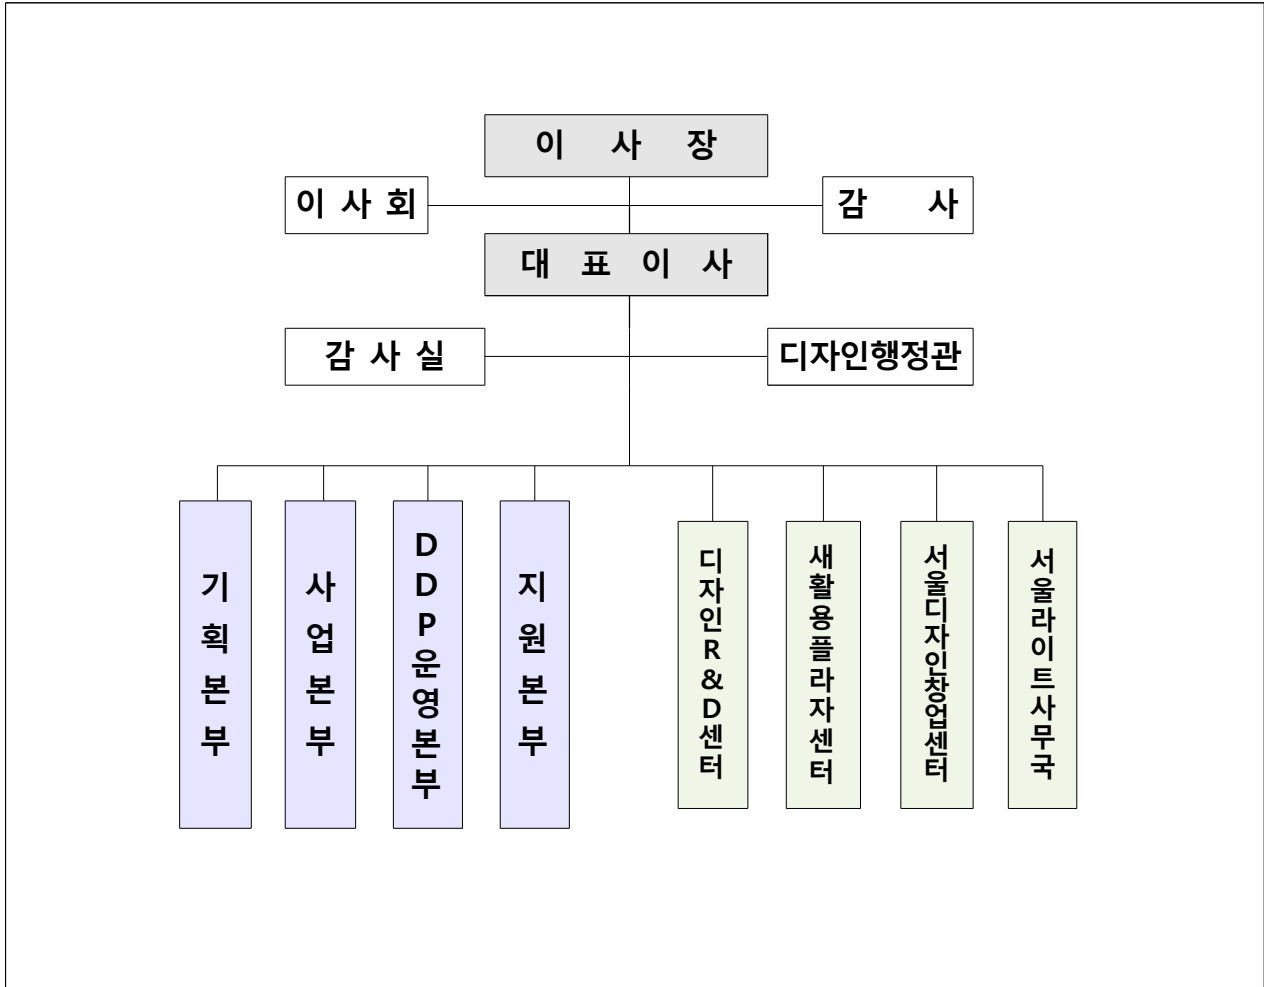 이 사 장
이 사 회
감 사
대 표 이 사
감 사 실
디자인행정관
기획본부
사업본부
DDP운영본부
지원본부
디자인R&D센터
새활용플라자센터
서울디자인창업센터
서울라이트사무국